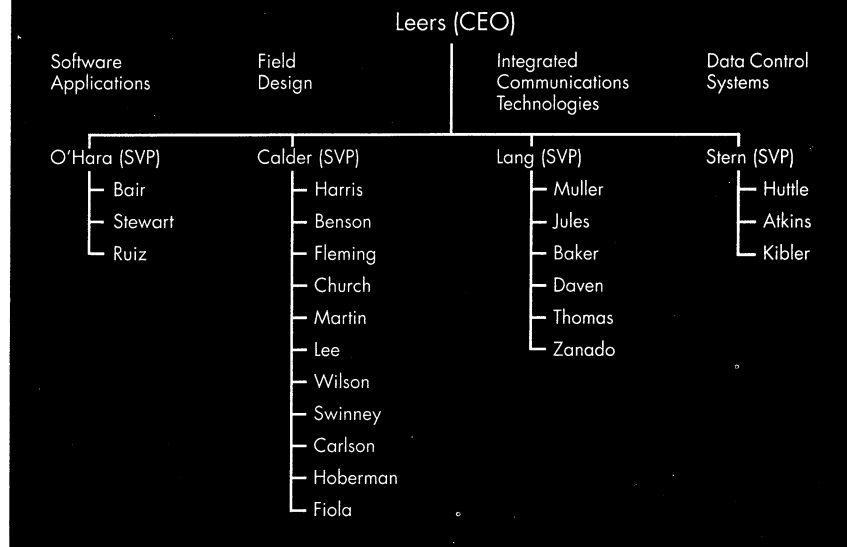 Leers (CEO)
Software
Applications
Field
Design
Integrated
Communications
Technologies
Data Control
Systems
O'Hara (SVP)
Bair
Stewart
Ruiz
Calder (SVP)
Harris
Benson
Fleming
Church
Martin
Lee
Wilson
Swinney
Carlson
Hoberman
Fiola
Lang (SVP)
Muller
Jules
Baker
Daven
Thomas
Zanado
Stern (SVP)
Huttle
Atkins
Kibler